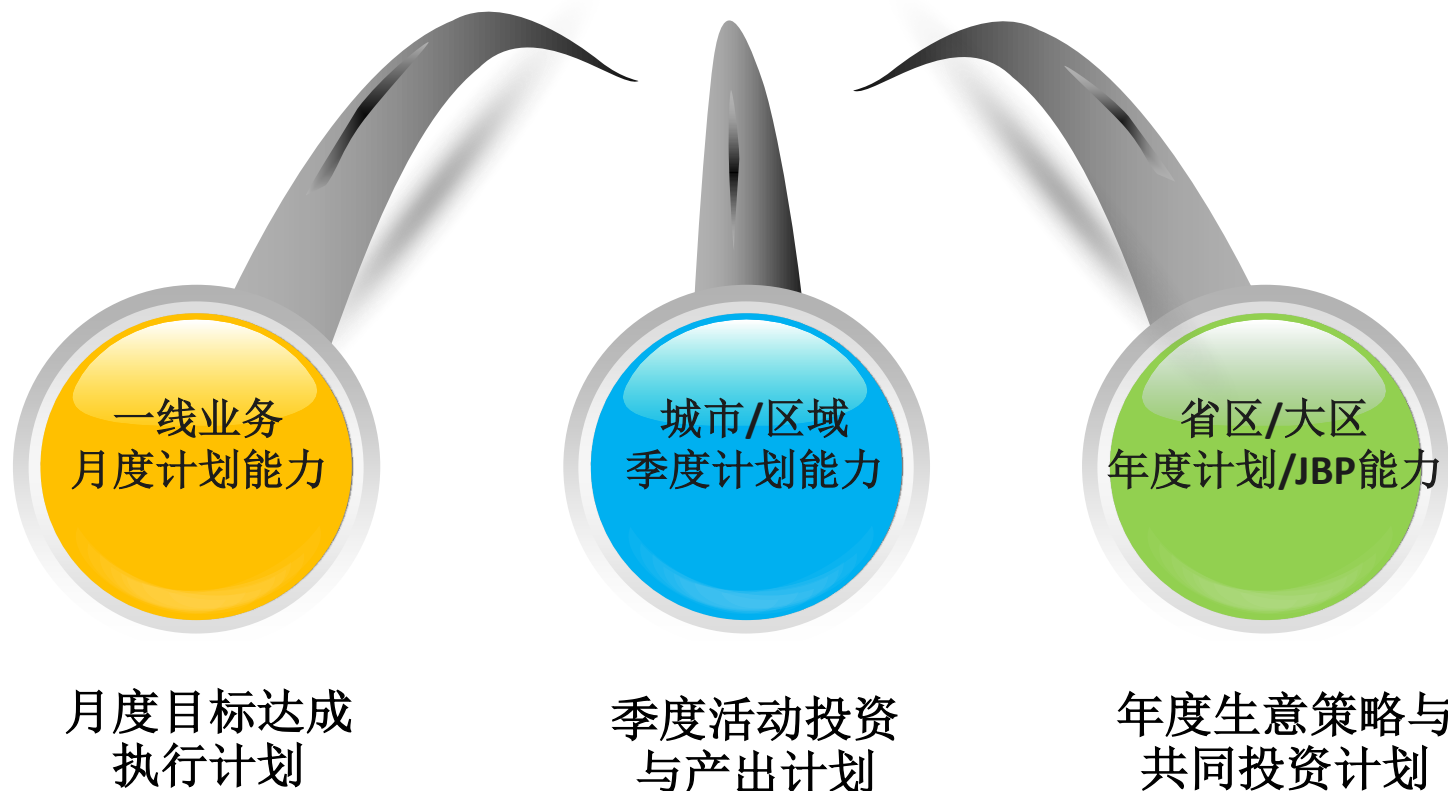 一线业务
月度计划能力
城市/区域
季度计划能力
省区/大区
年度计划/JBP能力
月度目标达成
执行计划
季度活动投资
与产出计划
年度生意策略与
共同投资计划